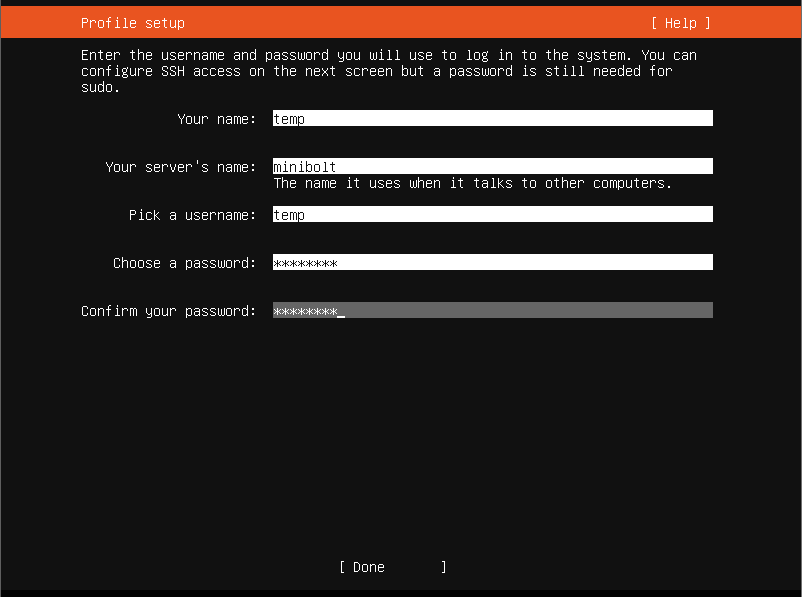 Profile setup [ Help ]
Enter the username and password you will use to log in to the system. You can
configure SSH access on the next screen but a password is still needed for
sudo.
Your name: temp
Your server's name: minibolt
The name it uses when it talks to other computers.
Pick a username: temp
Choose a password: ********
Confirm your password: ********_
[ Done ]